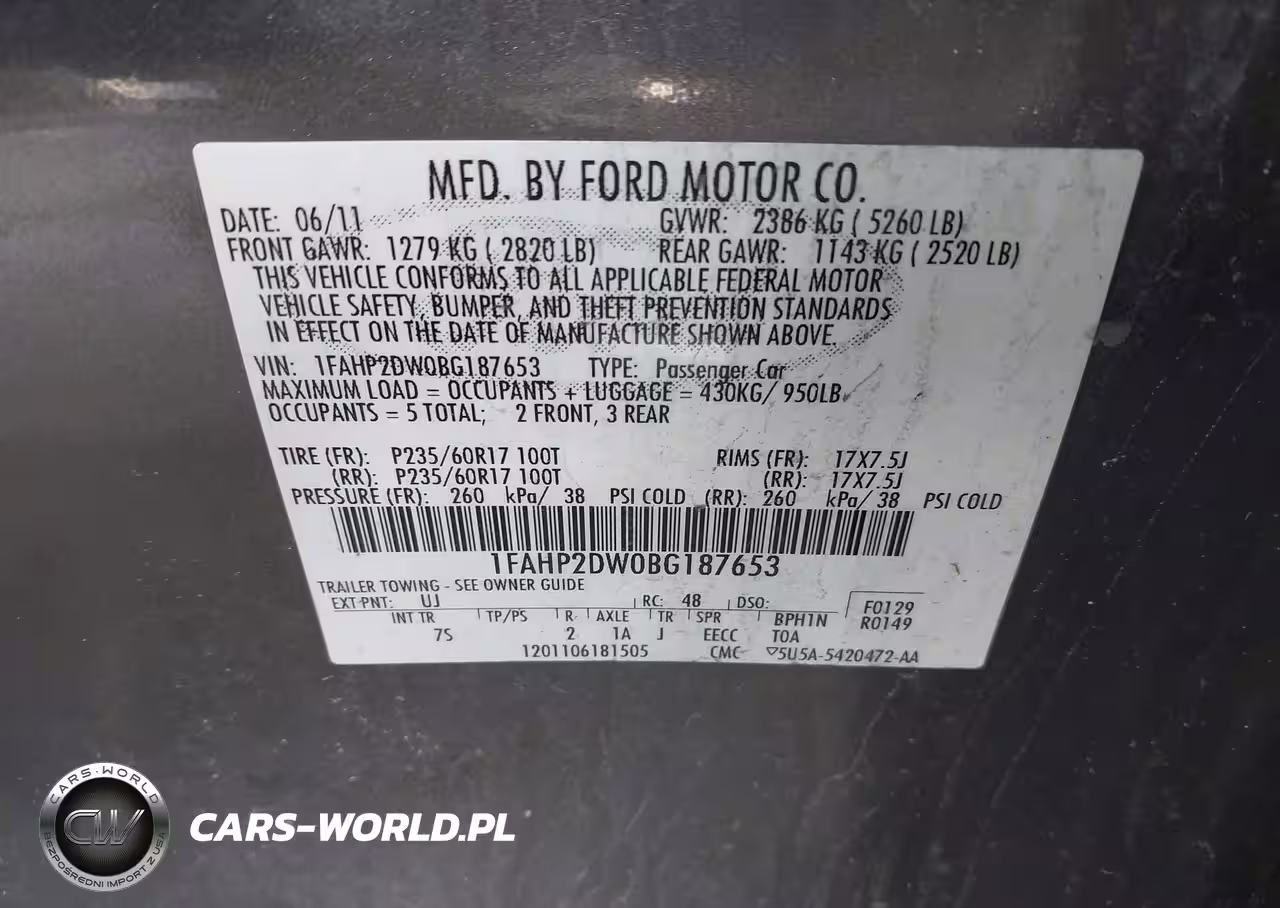 MFD. BY FORD MOTOR CO.
DATE: 06/11 GVWR: 2386 KG ( 5260 LB)
FRONT GAWR: 1279 KG ( 2820 LB) REAR GAWR: 1143 KG ( 2520 LB)
THIS VEHICLE CONFORMS TO ALL APPLICABLE FEDERAL MOTOR
VEHICLE SAFETY, BUMPER, AND THEFT PREVENTION STANDARDS
IN EFFECT ON THE DATE OF MANUFACTURE SHOWN ABOVE.
VIN: 1FAHP2DW0BG187653 TYPE: Passenger Car
MAXIMUM LOAD = OCCUPANTS + LUGGAGE = 430KG/ 950LB
OCCUPANTS = 5 TOTAL; 2 FRONT, 3 REAR
TIRE (FR): P235/60R17 100T RIMS (FR): 17X7.5J
(RR): P235/60R17 100T (RR): 17X7.5J
PRESSURE (FR): 260 kPa/ 38 PSI COLD (RR): 260 kPa/ 38 PSI COLD
1FAHP2DW0BG187653
TRAILER TOWING - SEE OWNER GUIDE
EXT PNT: UJ RC: 48 DSO: F0129
INT TR TP/PS R AXLE TR SPR BPH1N R0149
7S 2 1A J EECC TOA
1201106181505 CMC ▽5U5A-5420472-AA
CARS-WORLD
CW
BEZPOŚREDNI IMPORT Z USA
CARS-WORLD.PL